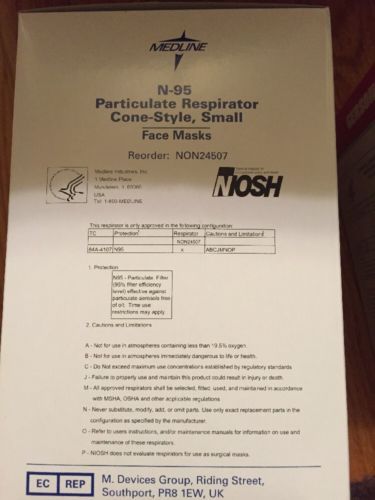 MEDLINE
N-95
Particulate Respirator
Cone-Style, Small
Face Masks
Reorder: NON24507
Medline Industries, Inc.
1 Medline Place
Mundelein, IL 60060
USA
Tel: 1-800-MEDLINE
NIOSH
This respirator is only approved in the following configuration:
TC Protection Respirator Cautions and Limitations
NON24507
84A-4107 N95 X ABCJMNOP
1. Protection
N95 - Particulate Filter
(95% filter efficiency
level) effective against
particulate aerosols free
of oil. Time use
restrictions may apply.
2. Cautions and Limitations
A - Not for use in atmospheres containing less than 19.5% oxygen.
B - Not for use in atmospheres immediately dangerous to life or health.
C - Do not exceed maximum use concentrations established by regulatory standards
J - Failure to properly use and maintain this product could result in injury or death.
M - All approved respirators shall be selected, fitted, used, and maintained in accordance
with MSHA, OSHA and other applicable regulations
N - Never substitute, modify, add, or omit parts. Use only exact replacement parts in the
configuration as specified by the manufacturer.
O - Refer to users instructions, and/or maintenance manuals for information on use and
maintenance of these respirators.
P - NIOSH does not evaluate respirators for use as surgical masks.
EC REP M. Devices Group, Riding Street,
Southport, PR8 1EW, UK